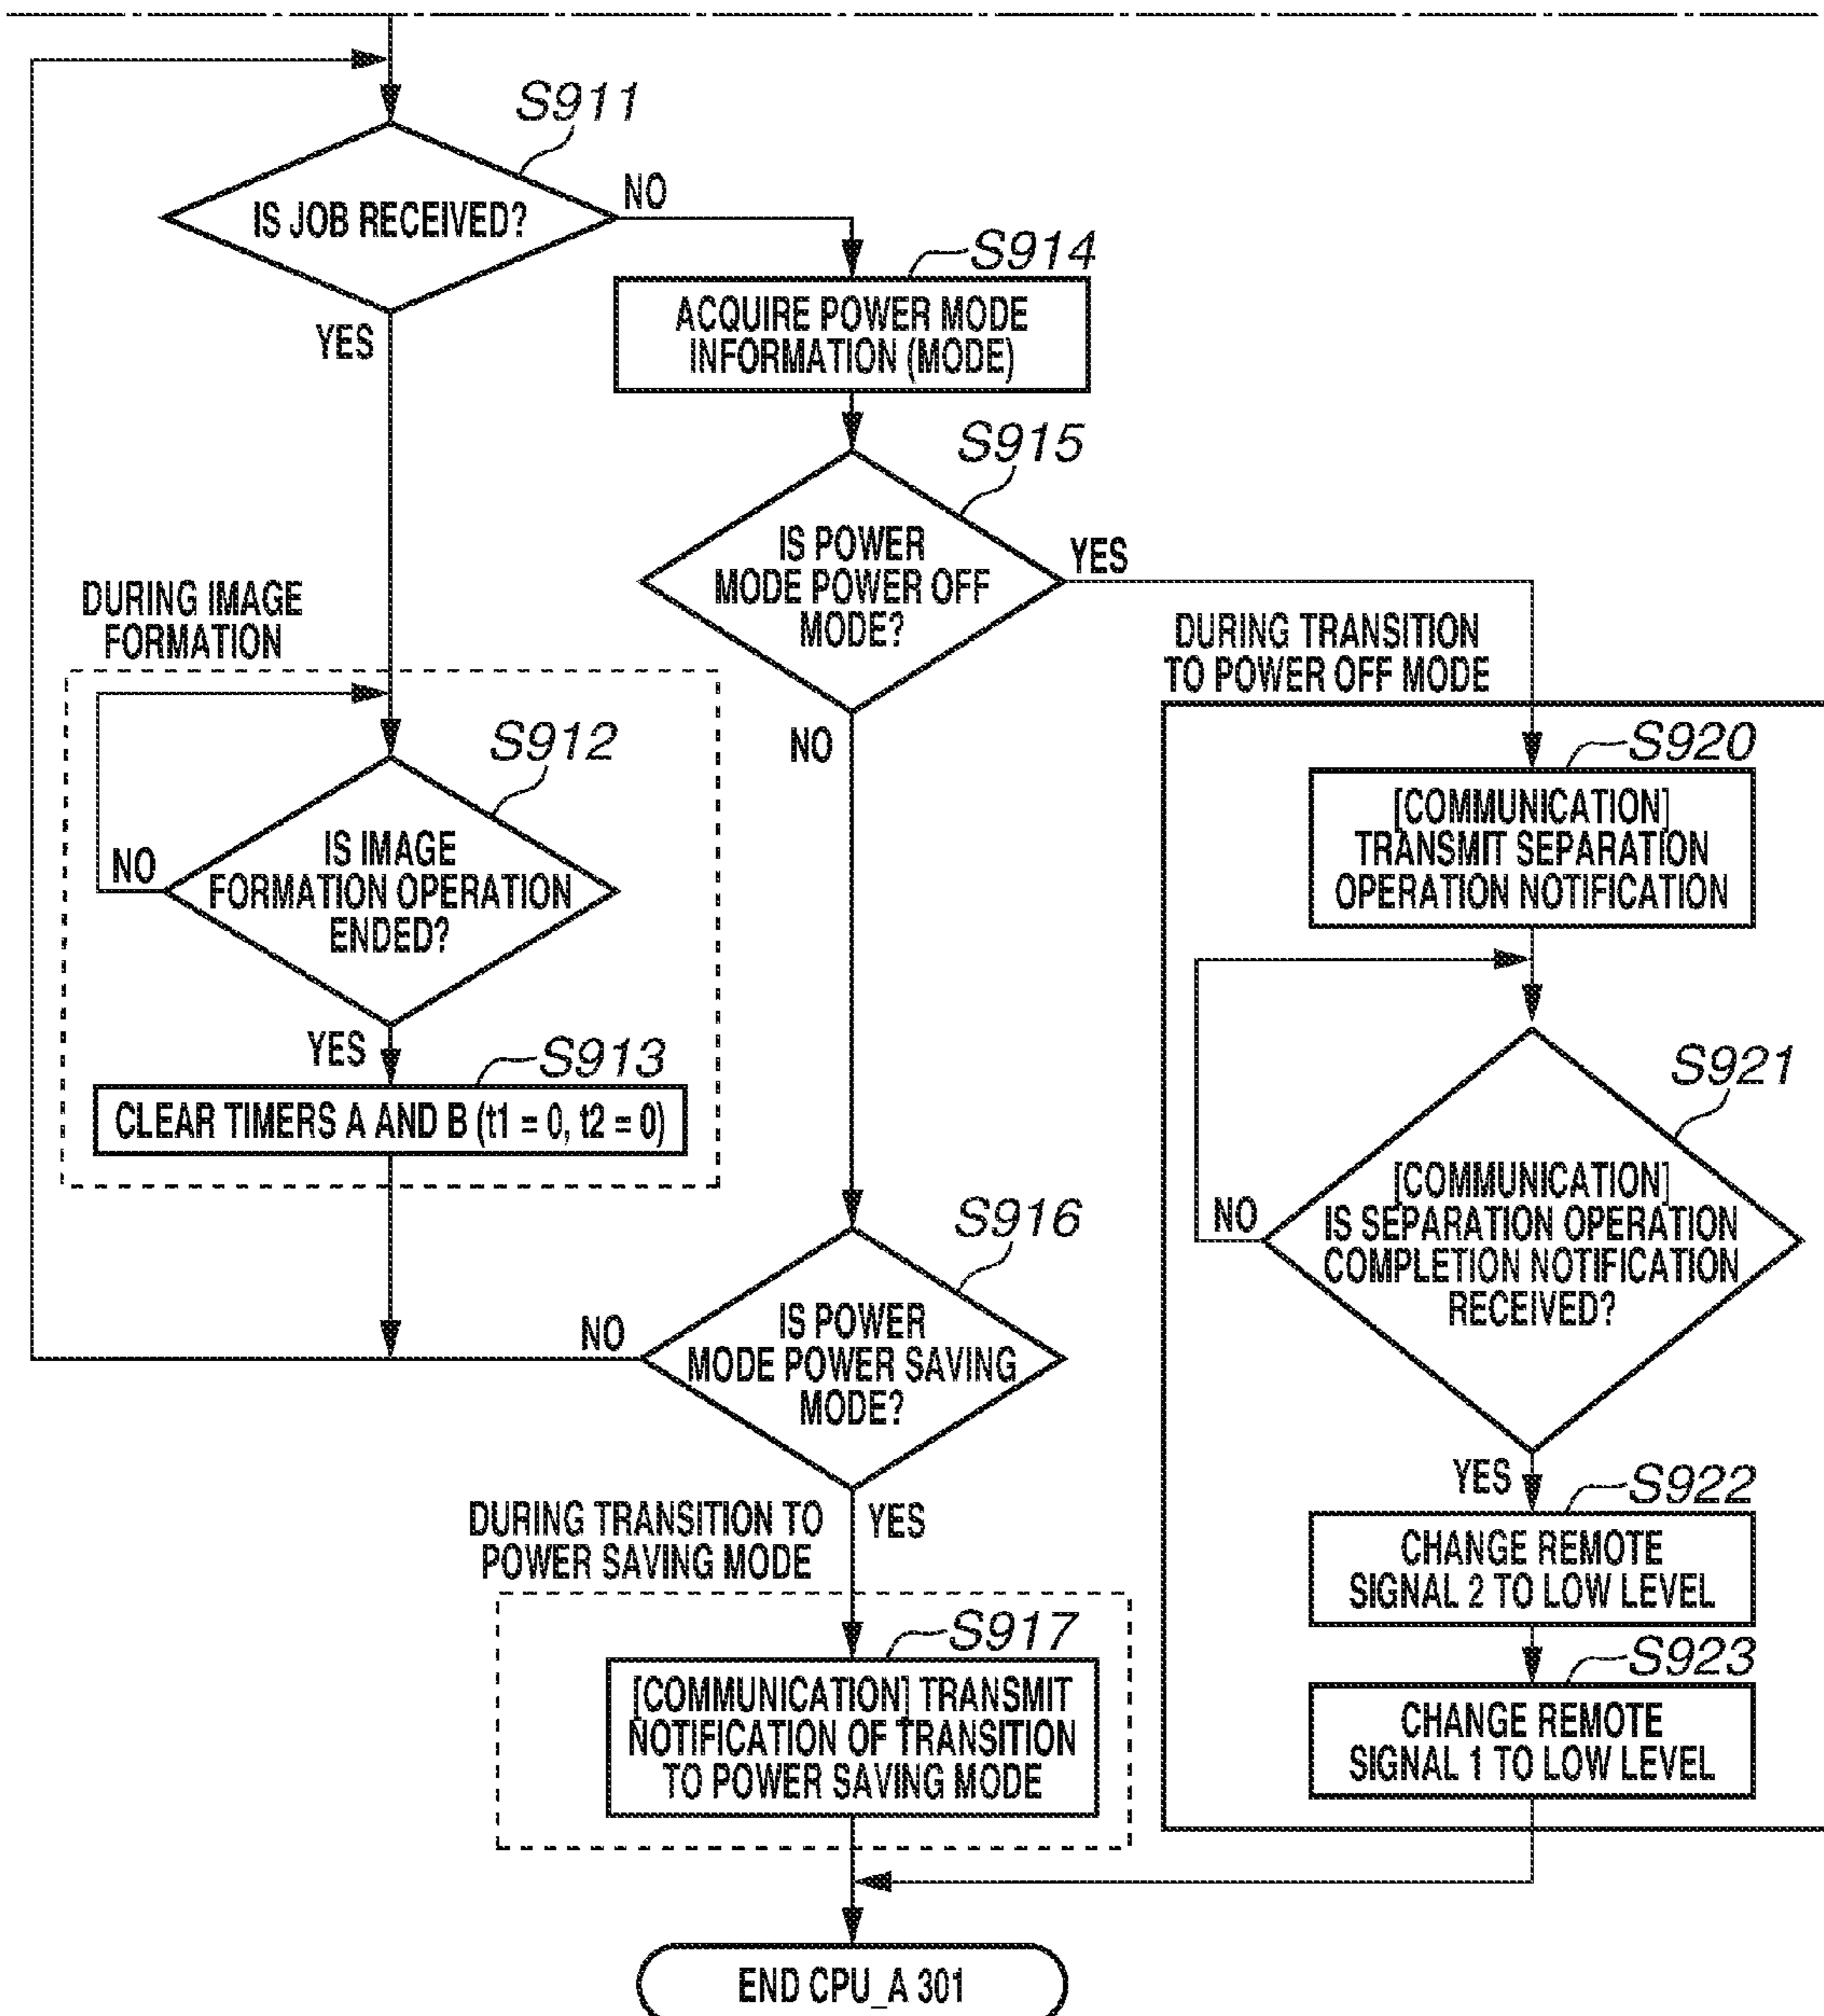 S911
IS JOB RECEIVED?
NO
YES
S914
ACQUIRE POWER MODE
INFORMATION (MODE)
S915
IS POWER
MODE POWER OFF
MODE?
YES
NO
DURING IMAGE
FORMATION
S912
IS IMAGE
FORMATION OPERATION
ENDED?
NO
YES
S913
CLEAR TIMERS A AND B (t1 = 0, t2 = 0)
S916
IS POWER
MODE POWER SAVING
MODE?
NO
YES
DURING TRANSITION TO
POWER SAVING MODE
S917
[COMMUNICATION] TRANSMIT
NOTIFICATION OF TRANSITION
TO POWER SAVING MODE
DURING TRANSITION
TO POWER OFF MODE
S920
[COMMUNICATION]
TRANSMIT SEPARATION
OPERATION NOTIFICATION
S921
[COMMUNICATION]
IS SEPARATION OPERATION
COMPLETION NOTIFICATION
RECEIVED?
NO
YES
S922
CHANGE REMOTE
SIGNAL 2 TO LOW LEVEL
S923
CHANGE REMOTE
SIGNAL 1 TO LOW LEVEL
END CPU_A 301